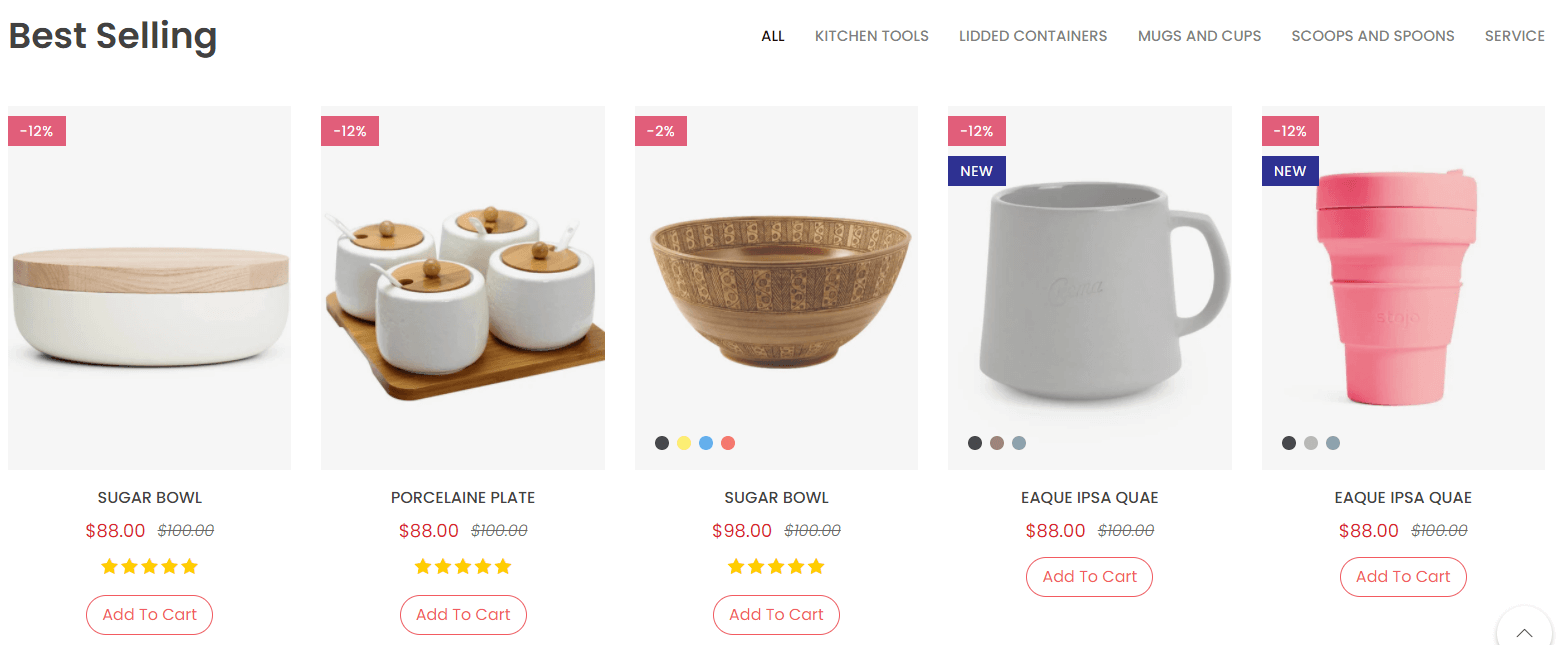 Best Selling
ALL KITCHEN TOOLS LIDDED CONTAINERS MUGS AND CUPS SCOOPS AND SPOONS SERVICE
-12%
-12%
-2%
-12%
NEW
-12%
NEW
stojo
SUGAR BOWL
$88.00 $100.00
Add To Cart
PORCELAINE PLATE
$88.00 $100.00
Add To Cart
SUGAR BOWL
$98.00 $100.00
Add To Cart
EAQUE IPSA QUAE
$88.00 $100.00
Add To Cart
EAQUE IPSA QUAE
$88.00 $100.00
Add To Cart